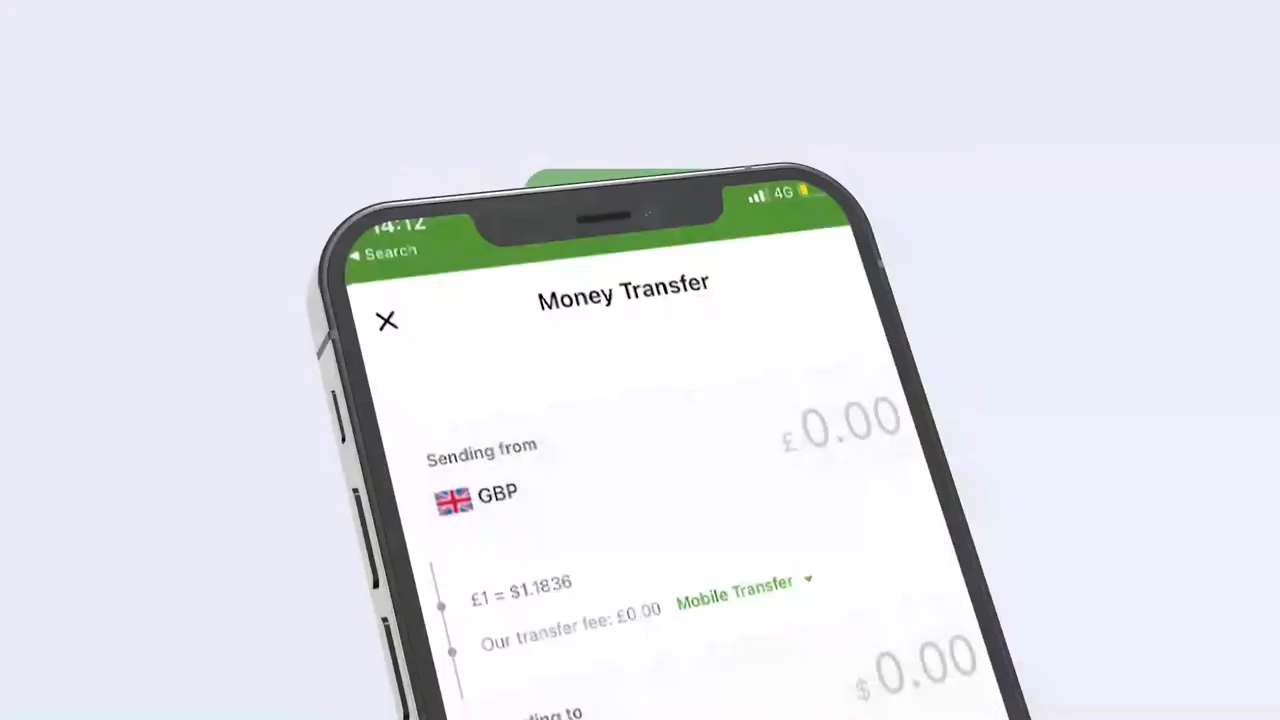 14:12
4G
Search
Money Transfer
£0.00
Sending from
GBP
£1 = $1.1836
Our transfer fee: £0.00 Mobile Transfer
$0.00
to